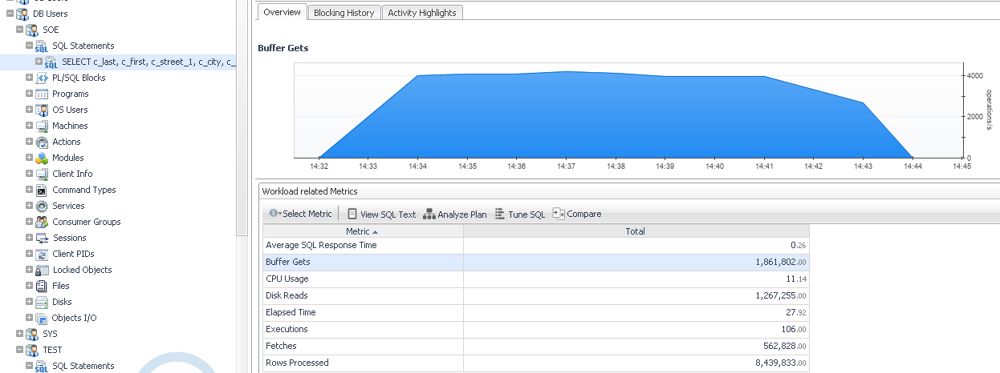 DB Users
SOE
SQL Statements
SELECT c_last, c_first, c_street_1, c_city, c_
PL/SQL Blocks
Programs
OS Users
Machines
Actions
Modules
Client Info
Command Types
Services
Consumer Groups
Sessions
Client PIDs
Locked Objects
Files
Disks
Objects I/O
SYS
TEST
SQL Statements
Overview Blocking History Activity Highlights
Buffer Gets
4000
2000
0
operations/s
14:32 14:33 14:34 14:35 14:36 14:37 14:38 14:39 14:40 14:41 14:42 14:43 14:44 14:45
Workload related Metrics
Select Metric View SQL Text Analyze Plan Tune SQL Compare
Metric Total
Average SQL Response Time 0.26
Buffer Gets 1,861,802.00
CPU Usage 11.14
Disk Reads 1,267,255.00
Elapsed Time 27.92
Executions 106.00
Fetches 562,828.00
Rows Processed 8,439,833.00